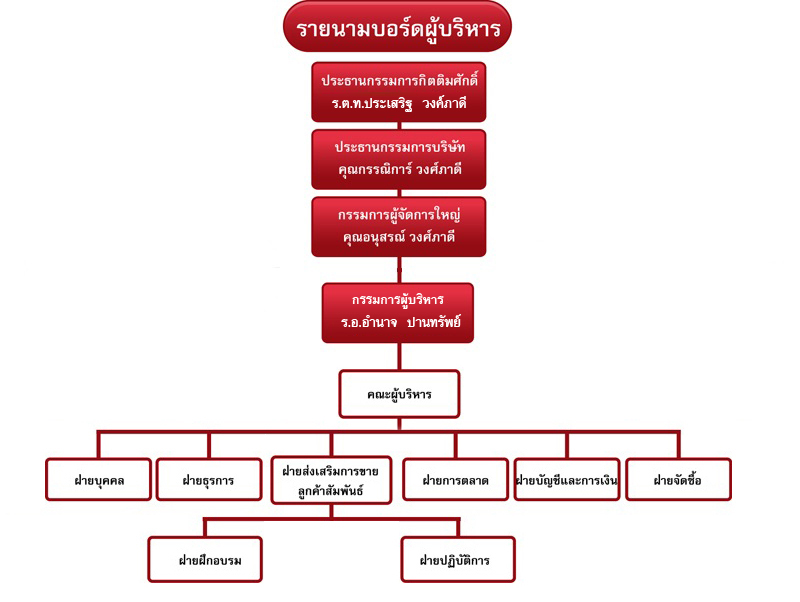 รายนามบอร์ดผู้บริหาร
ประธานกรรมการกิตติมศักดิ์
ร.ต.ท.ประเสริฐ วงค์ภาดี
ประธานกรรมการบริษัท
คุณกรรณิการ์ วงศ์ภาดี
กรรมการผู้จัดการใหญ่
คุณอนุสรณ์ วงศ์ภาดี
กรรมการผู้บริหาร
ร.อ.อำนาจ ปานทรัพย์
คณะผู้บริหาร
ฝ่ายบุคคล
ฝ่ายธุรการ
ฝ่ายส่งเสริมการขาย
ลูกค้าสัมพันธ์
ฝ่ายการตลาด
ฝ่ายบัญชีและการเงิน
ฝ่ายจัดซื้อ
ฝ่ายฝึกอบรม
ฝ่ายปฏิบัติการ